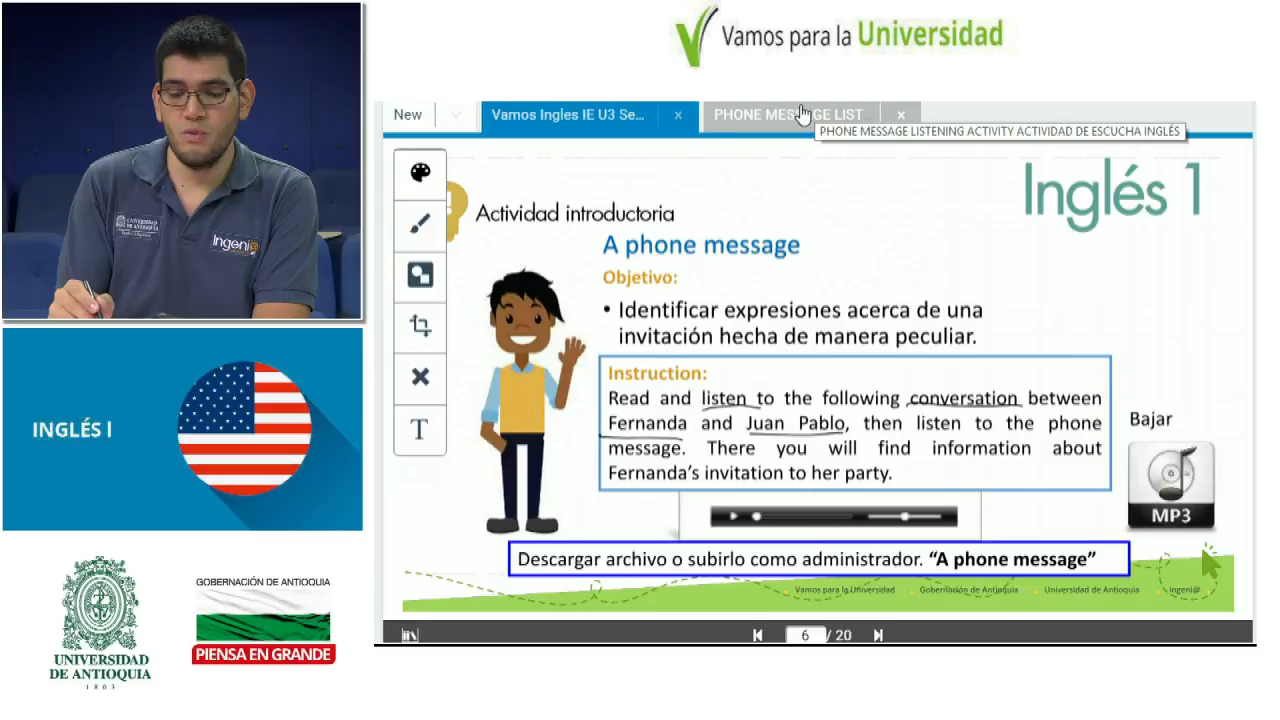 Vamos para la Universidad
New
Vamos Ingles IE U3 Se...
×
PHONE MESSAGE LIST
×
PHONE MESSAGE LISTENING ACTIVITY ACTIVIDAD DE ESCUCHA INGLÉS
Inglés 1
Actividad introductoria
A phone message
Objetivo:
• Identificar expresiones acerca de una
invitación hecha de manera peculiar.
Instruction:
Read and listen to the following conversation between
Fernanda and Juan Pablo, then listen to the phone
message. There you will find information about
Fernanda's invitation to her party.
Bajar
MP3
T
Descargar archivo o subirlo como administrador. “A phone message”
Vamos para la Universidad
Gobernación de Antioquia
Universidad de Antioquia
Ingeni@
6 / 20
UNIVERSIDAD
DE ANTIOQUIA
Ingeni@
INGLÉS I
UNIVERSIDAD
DE ANTIOQUIA
1803
GOBERNACIÓN DE ANTIOQUIA
PIENSA EN GRANDE